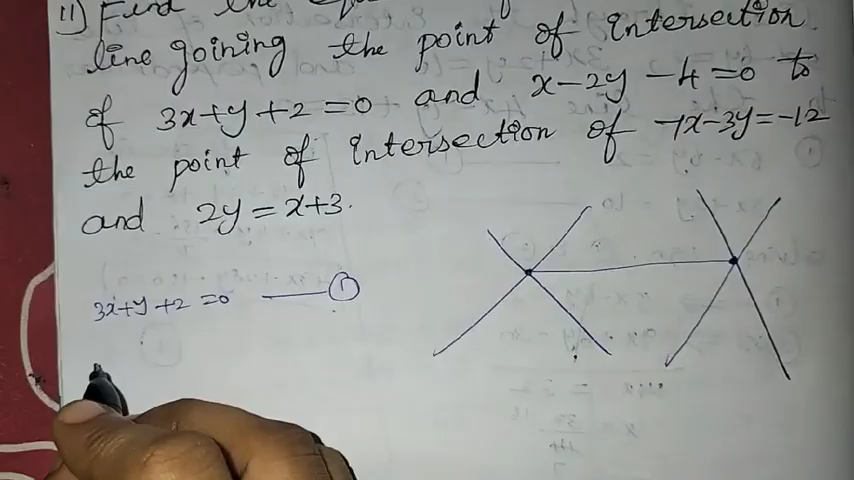 11) Find the
line goining the point of intersection
of 3x+y+2=0 and x-2y-4=0 to
the point of intersection of 7x-3y=-12
and 2y=x+3.
3x+y+2=0 —— ①